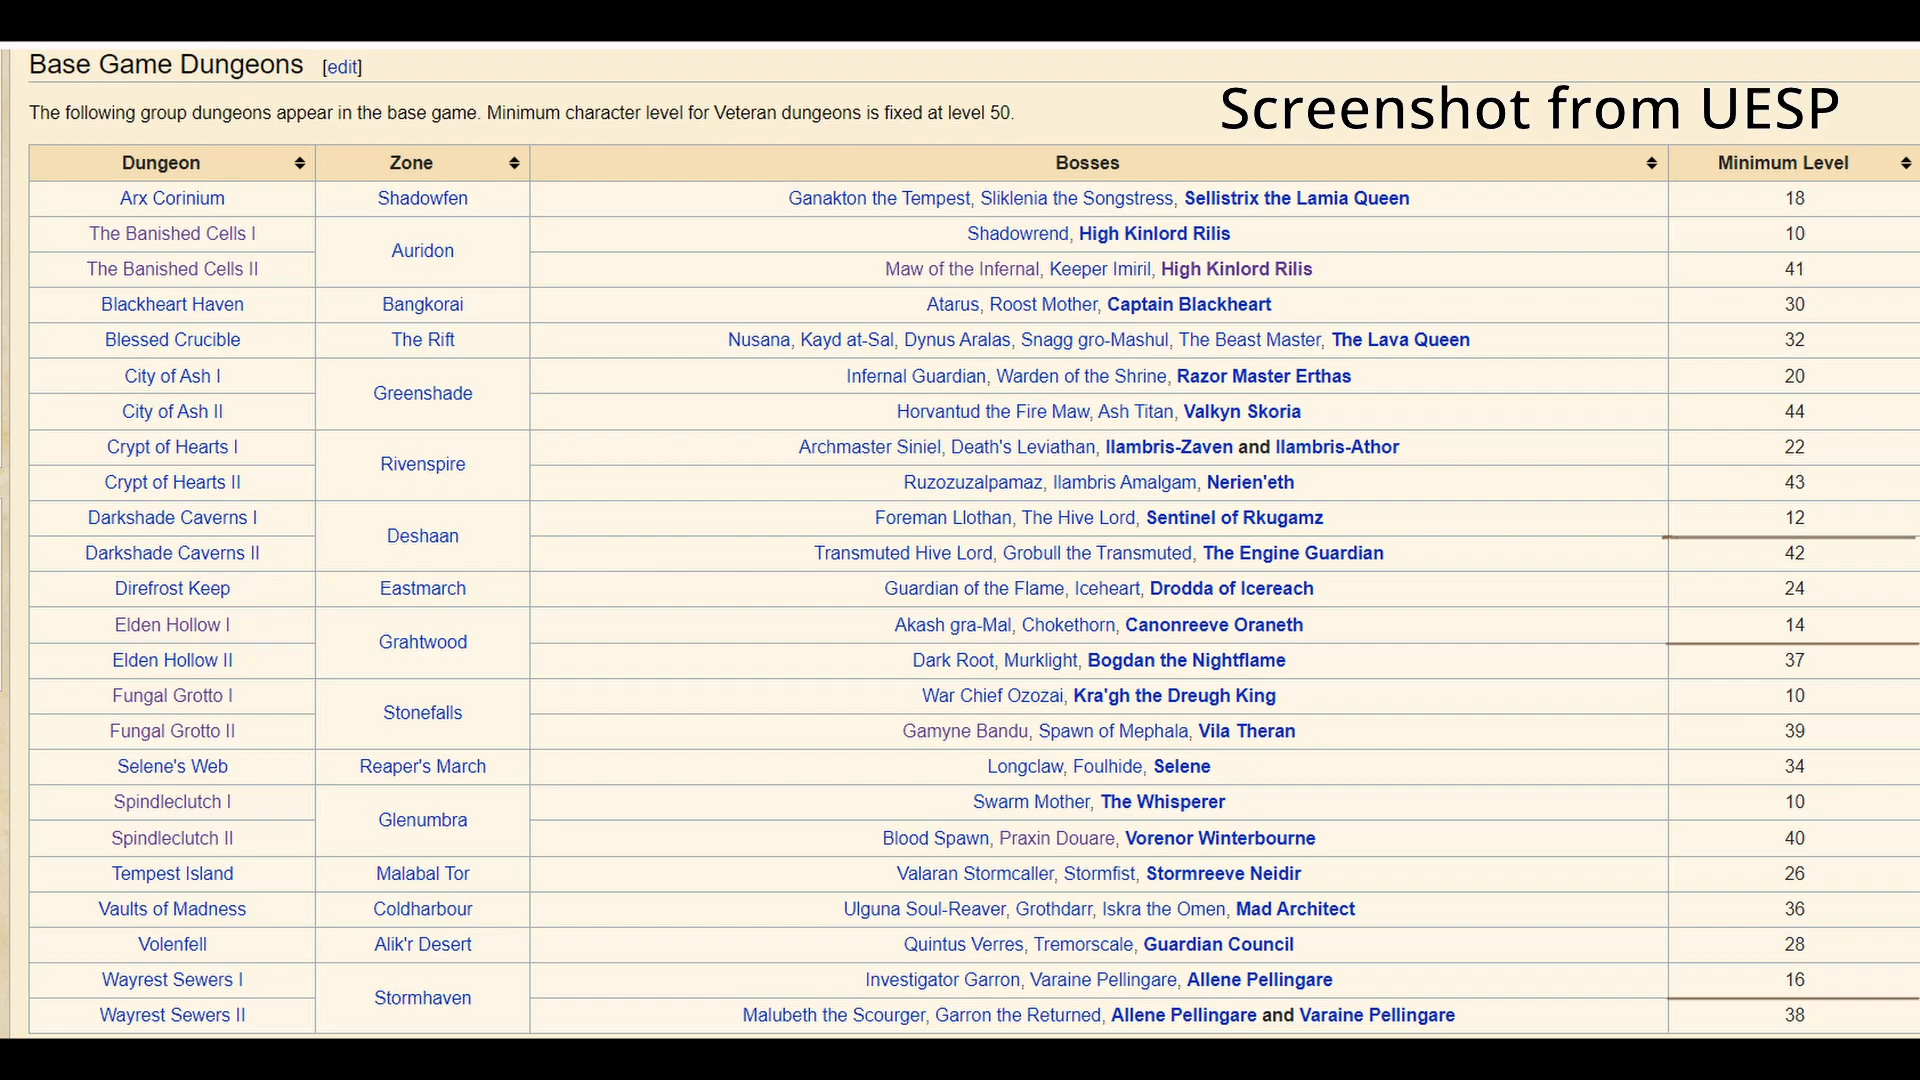 Base Game Dungeons [edit]
The following group dungeons appear in the base game. Minimum character level for Veteran dungeons is fixed at level 50.
Screenshot from UESP
Dungeon Zone Bosses Minimum Level
Arx Corinium Shadowfen Ganakton the Tempest, Sliklenia the Songstress, Sellistrix the Lamia Queen 18
The Banished Cells I Auridon Shadowrend, High Kinlord Rilis 10
The Banished Cells II Maw of the Infernal, Keeper Imiril, High Kinlord Rilis 41
Blackheart Haven Bangkorai Atarus, Roost Mother, Captain Blackheart 30
Blessed Crucible The Rift Nusana, Kayd at-Sal, Dynus Aralas, Snagg gro-Mashul, The Beast Master, The Lava Queen 32
City of Ash I Greenshade Infernal Guardian, Warden of the Shrine, Razor Master Erthas 20
City of Ash II Horvantud the Fire Maw, Ash Titan, Valkyn Skoria 44
Crypt of Hearts I Rivenspire Archmaster Siniel, Death's Leviathan, Ilambris-Zaven and Ilambris-Athor 22
Crypt of Hearts II Ruzozuzalpamaz, Ilambris Amalgam, Nerien'eth 43
Darkshade Caverns I Deshaan Foreman Llothan, The Hive Lord, Sentinel of Rkugamz 12
Darkshade Caverns II Transmuted Hive Lord, Grobull the Transmuted, The Engine Guardian 42
Direfrost Keep Eastmarch Guardian of the Flame, Iceheart, Drodda of Icereach 24
Elden Hollow I Grahtwood Akash gra-Mal, Chokethorn, Canonreeve Oraneth 14
Elden Hollow II Dark Root, Murklight, Bogdan the Nightflame 37
Fungal Grotto I Stonefalls War Chief Ozozai, Kra'gh the Dreugh King 10
Fungal Grotto II Gamyne Bandu, Spawn of Mephala, Vila Theran 39
Selene's Web Reaper's March Longclaw, Foulhide, Selene 34
Spindleclutch I Glenumbra Swarm Mother, The Whisperer 10
Spindleclutch II Blood Spawn, Praxin Douare, Vorenor Winterbourne 40
Tempest Island Malabal Tor Valaran Stormcaller, Stormfist, Stormreeve Neidir 26
Vaults of Madness Coldharbour Ulguna Soul-Reaver, Grothdarr, Iskra the Omen, Mad Architect 36
Volenfell Alik'r Desert Quintus Verres, Tremorscale, Guardian Council 28
Wayrest Sewers I Stormhaven Investigator Garron, Varaine Pellingare, Allene Pellingare 16
Wayrest Sewers II Malubeth the Scourger, Garron the Returned, Allene Pellingare and Varaine Pellingare 38